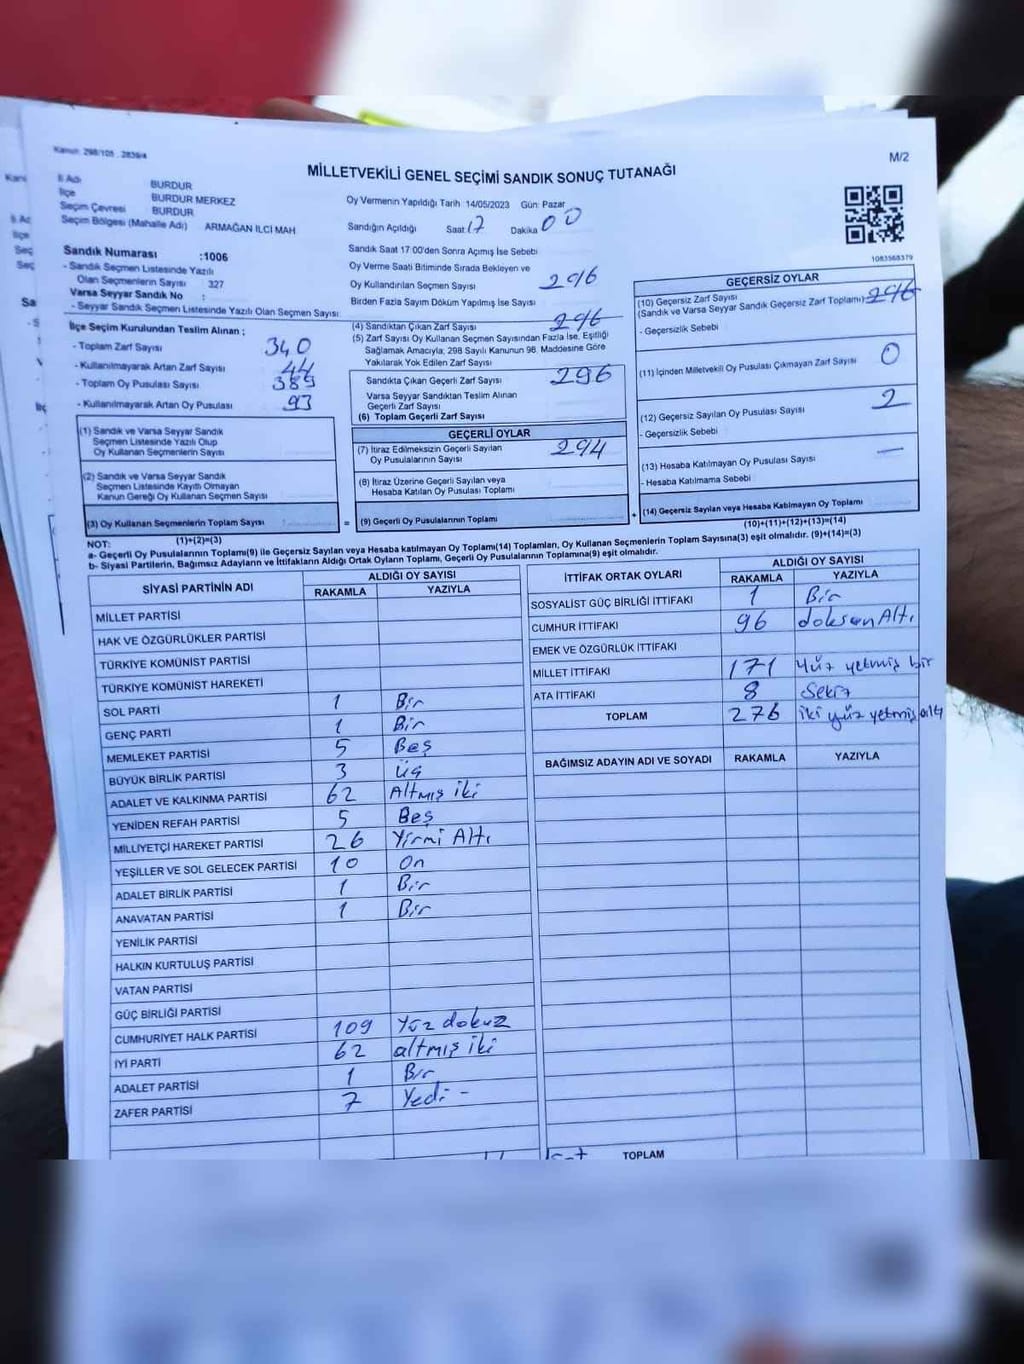 Kanun: 298/105 , 2839/4
M/2
MİLLETVEKİLİ GENEL SEÇİMİ SANDIK SONUÇ TUTANAĞI
İl Adı BURDUR
İlçe BURDUR MERKEZ
Seçim Çevresi BURDUR
Seçim Bölgesi (Mahalle Adı) ARMAĞAN İLCİ MAH
Oy Vermenin Yapıldığı Tarih 14/05/2023 Gün: Pazar
Sandığın Açıldığı Saat 17 Dakika 00
Sandık Numarası :1006
- Sandık Seçmen Listesinde Yazılı
Olan Seçmenlerin Sayısı 327
Varsa Seyyar Sandık No :
- Seyyar Sandık Seçmen Listesinde Yazılı Olan Seçmen Sayısı:
Sandık Saat 17:00'den Sonra Açımış İse Sebebi
Oy Verme Saati Bitiminde Sırada Bekleyen ve
Oy Kullandırılan Seçmen Sayısı 296
Birden Fazla Sayım Döküm Yapılmış İse Sayısı
1083568379
İlçe Seçim Kurulundan Teslim Alınan ;
- Toplam Zarf Sayısı 340
- Kullanılmayarak Artan Zarf Sayısı 44
- Toplam Oy Pusulası Sayısı 389
- Kullanılmayarak Artan Oy Pusulası 93
(1) Sandık ve Varsa Seyyar Sandık
Seçmen Listesinde Yazılı Olup
Oy Kullanan Seçmenlerin Sayısı
(2) Sandık ve Varsa Seyyar Sandık
Seçmen Listesinde Kayıtlı Olmayan
Kanun Gereği Oy Kullanan Seçmen Sayısı
(3) Oy Kullanan Seçmenlerin Toplam Sayısı
(1)+(2)=(3)
(4) Sandıktan Çıkan Zarf Sayısı 296
(5) Zarf Sayısı Oy Kullanan Seçmen Sayısından Fazla İse, Eşitliği
Sağlamak Amacıyla; 298 Sayılı Kanunun 98. Maddesine Göre
Yakılarak Yok Edilen Zarf Sayısı
Sandıkta Çıkan Geçerli Zarf Sayısı 296
Varsa Seyyar Sandıktan Teslim Alınan
Geçerli Zarf Sayısı
(6) Toplam Geçerli Zarf Sayısı
GEÇERLİ OYLAR
(7) İtiraz Edilmeksizin Geçerli Sayılan
Oy Pusulalarının Sayısı 294
(8) İtiraz Üzerine Geçerli Sayılan veya
Hesaba Katılan Oy Pusulası Toplamı
= (9) Geçerli Oy Pusulalarının Toplamı
GEÇERSİZ OYLAR
(10) Geçersiz Zarf Sayısı
(Sandık ve Varsa Seyyar Sandık Geçersiz Zarf Toplamı) 296
- Geçersizlik Sebebi
(11) İçinden Milletvekili Oy Pusulası Çıkmayan Zarf Sayısı 0
(12) Geçersiz Sayılan Oy Pusulası Sayısı 2
- Geçersizlik Sebebi
(13) Hesaba Katılmayan Oy Pusulası Sayısı —
- Hesaba Katılmama Sebebi
+ (14) Geçersiz Sayılan veya Hesaba Katılmayan Oy Toplamı
(10)+(11)+(12)+(13)=(14)
NOT:
a- Geçerli Oy Pusulalarının Toplamı(9) ile Geçersiz Sayılan veya Hesaba katılmayan Oy Toplamı(14) Toplamları, Oy Kullanan Seçmenlerin Toplam Sayısına(3) eşit olmalıdır. (9)+(14)=(3)
b- Siyasi Partilerin, Bağımsız Adayların ve İttifakların Aldığı Oy Ortak Oyların Toplamı, Geçerli Oy Pusulalarının Toplamına(9) eşit olmalıdır.
SİYASİ PARTİNİN ADI ALDIĞI OY SAYISI
RAKAMLA YAZIYLA
MİLLET PARTİSİ
HAK VE ÖZGÜRLÜKLER PARTİSİ
TÜRKİYE KOMÜNİST PARTİSİ
TÜRKİYE KOMÜNİST HAREKETİ
SOL PARTİ 1 Bir
GENÇ PARTİ 1 Bir
MEMLEKET PARTİSİ 5 Beş
BÜYÜK BİRLİK PARTİSİ 3 Üç
ADALET VE KALKINMA PARTİSİ 62 Altmış iki
YENİDEN REFAH PARTİSİ 5 Beş
MİLLİYETÇİ HAREKET PARTİSİ 26 Yirmi Altı
YEŞİLLER VE SOL GELECEK PARTİSİ 10 On
ADALET BİRLİK PARTİSİ 1 Bir
ANAVATAN PARTİSİ 1 Bir
YENİLİK PARTİSİ
HALKIN KURTULUŞ PARTİSİ
VATAN PARTİSİ
GÜÇ BİRLİĞİ PARTİSİ
CUMHURİYET HALK PARTİSİ 109 Yüz dokuz
İYİ PARTİ 62 altmış iki
ADALET PARTİSİ 1 Bir
ZAFER PARTİSİ 7 Yedi -
İTTİFAK ORTAK OYLARI ALDIĞI OY SAYISI
RAKAMLA YAZIYLA
SOSYALİST GÜÇ BİRLİĞİ İTTİFAKI 1 Bir
CUMHUR İTTİFAKI 96 doksan Altı
EMEK VE ÖZGÜRLÜK İTTİFAKI
MİLLET İTTİFAKI 171 Yüz yetmiş bir
ATA İTTİFAKI 8 Sekiz
TOPLAM 276 iki yüz yetmiş altı
BAĞIMSIZ ADAYIN ADI VE SOYADI RAKAMLA YAZIYLA
TOPLAM